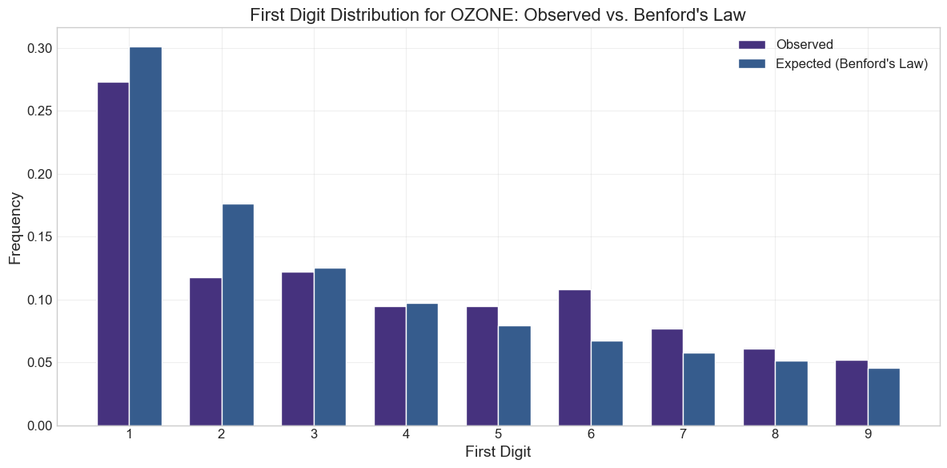 First Digit Distribution for OZONE: Observed vs. Benford's Law
Observed
Expected (Benford's Law)
Frequency
0.30
0.25
0.20
0.15
0.10
0.05
0.00
1 2 3 4 5 6 7 8 9
First Digit